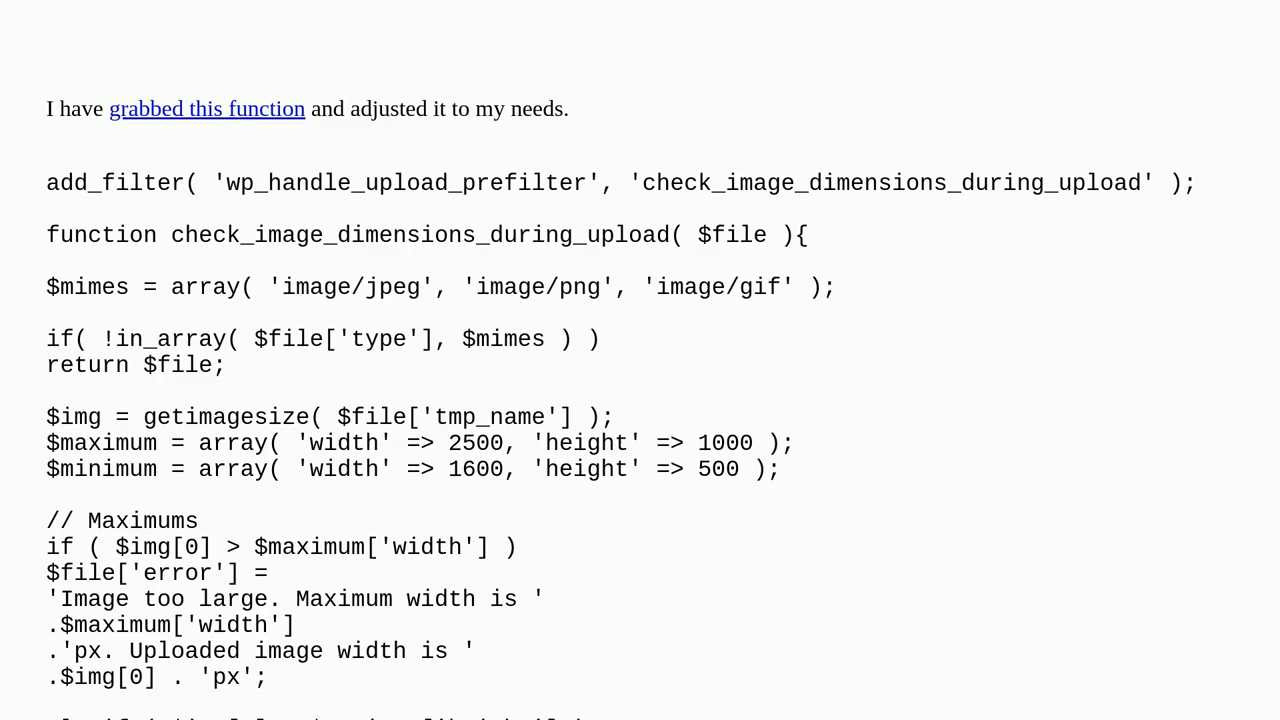 I have grabbed this function and adjusted it to my needs.
add_filter( 'wp_handle_upload_prefilter', 'check_image_dimensions_during_upload' );
function check_image_dimensions_during_upload( $file ){
$mimes = array( 'image/jpeg', 'image/png', 'image/gif' );
if( !in_array( $file['type'], $mimes ) )
return $file;
$img = getimagesize( $file['tmp_name'] );
$maximum = array( 'width' => 2500, 'height' => 1000 );
$minimum = array( 'width' => 1600, 'height' => 500 );
// Maximums
if ( $img[0] > $maximum['width'] )
$file['error'] =
'Image too large. Maximum width is '
.$maximum['width']
.'px. Uploaded image width is '
.$img[0] . 'px';